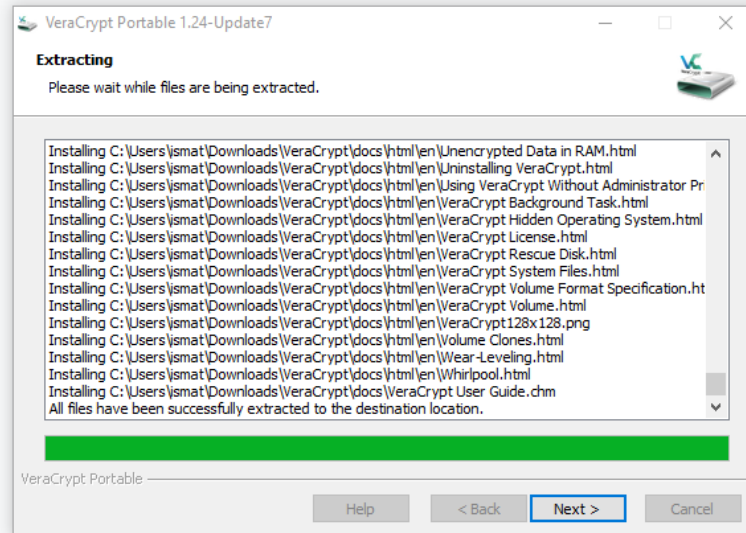 VeraCrypt Portable 1.24-Update7
Extracting
Please wait while files are being extracted.
Installing C:\Users\ismat\Downloads\VeraCrypt\docs\html\en\Unencrypted Data in RAM.html
Installing C:\Users\ismat\Downloads\VeraCrypt\docs\html\en\Uninstalling VeraCrypt.html
Installing C:\Users\ismat\Downloads\VeraCrypt\docs\html\en\Using VeraCrypt Without Administrator Pri
Installing C:\Users\ismat\Downloads\VeraCrypt\docs\html\en\VeraCrypt Background Task.html
Installing C:\Users\ismat\Downloads\VeraCrypt\docs\html\en\VeraCrypt Hidden Operating System.html
Installing C:\Users\ismat\Downloads\VeraCrypt\docs\html\en\VeraCrypt License.html
Installing C:\Users\ismat\Downloads\VeraCrypt\docs\html\en\VeraCrypt Rescue Disk.html
Installing C:\Users\ismat\Downloads\VeraCrypt\docs\html\en\VeraCrypt System Files.html
Installing C:\Users\ismat\Downloads\VeraCrypt\docs\html\en\VeraCrypt Volume Format Specification.ht
Installing C:\Users\ismat\Downloads\VeraCrypt\docs\html\en\VeraCrypt Volume.html
Installing C:\Users\ismat\Downloads\VeraCrypt\docs\html\en\VeraCrypt128x128.png
Installing C:\Users\ismat\Downloads\VeraCrypt\docs\html\en\Volume Clones.html
Installing C:\Users\ismat\Downloads\VeraCrypt\docs\html\en\Wear-Leveling.html
Installing C:\Users\ismat\Downloads\VeraCrypt\docs\html\en\Whirlpool.html
Installing C:\Users\ismat\Downloads\VeraCrypt\docs\VeraCrypt User Guide.chm
All files have been successfully extracted to the destination location.
VeraCrypt Portable
Help < Back Next > Cancel